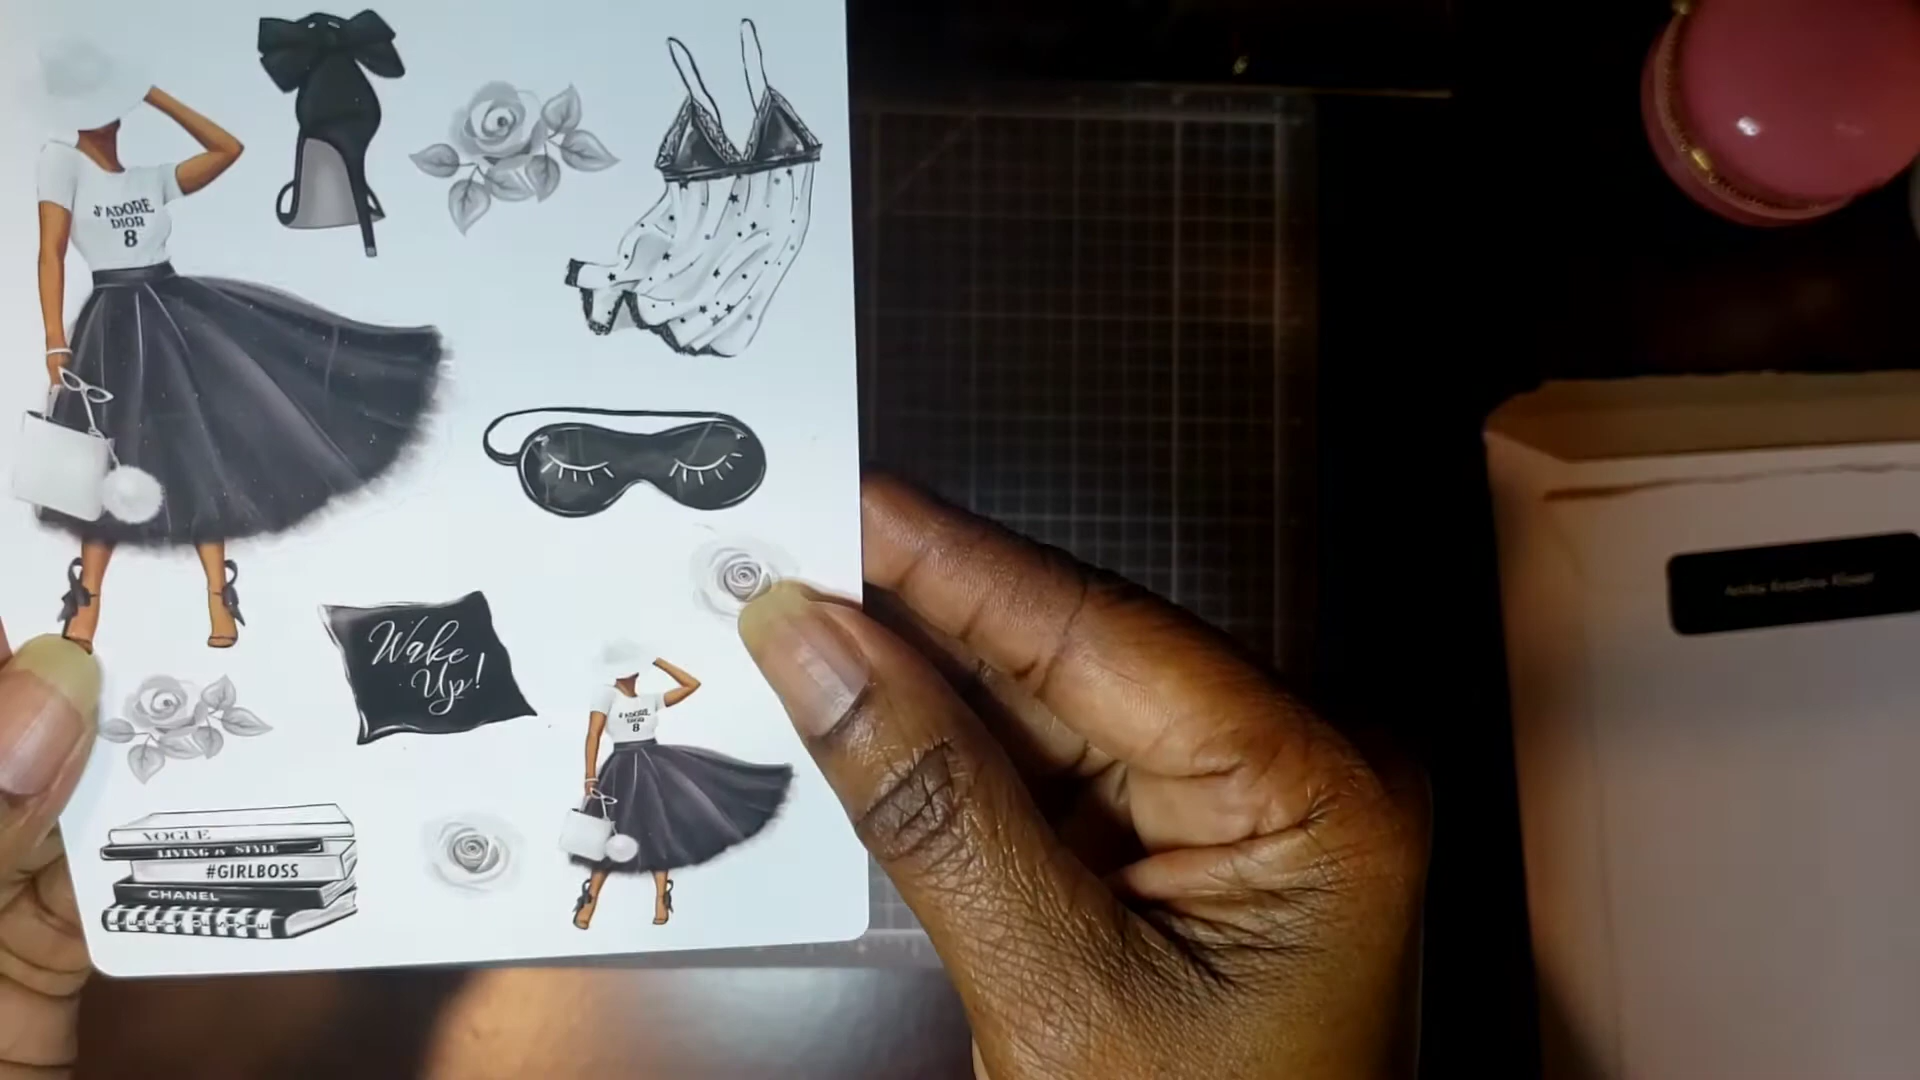 J'ADORE
DIOR
8
Wake
Up!
J'ADORE
DIOR
8
VOGUE
LIVING in STYLE
#GIRLBOSS
CHANEL